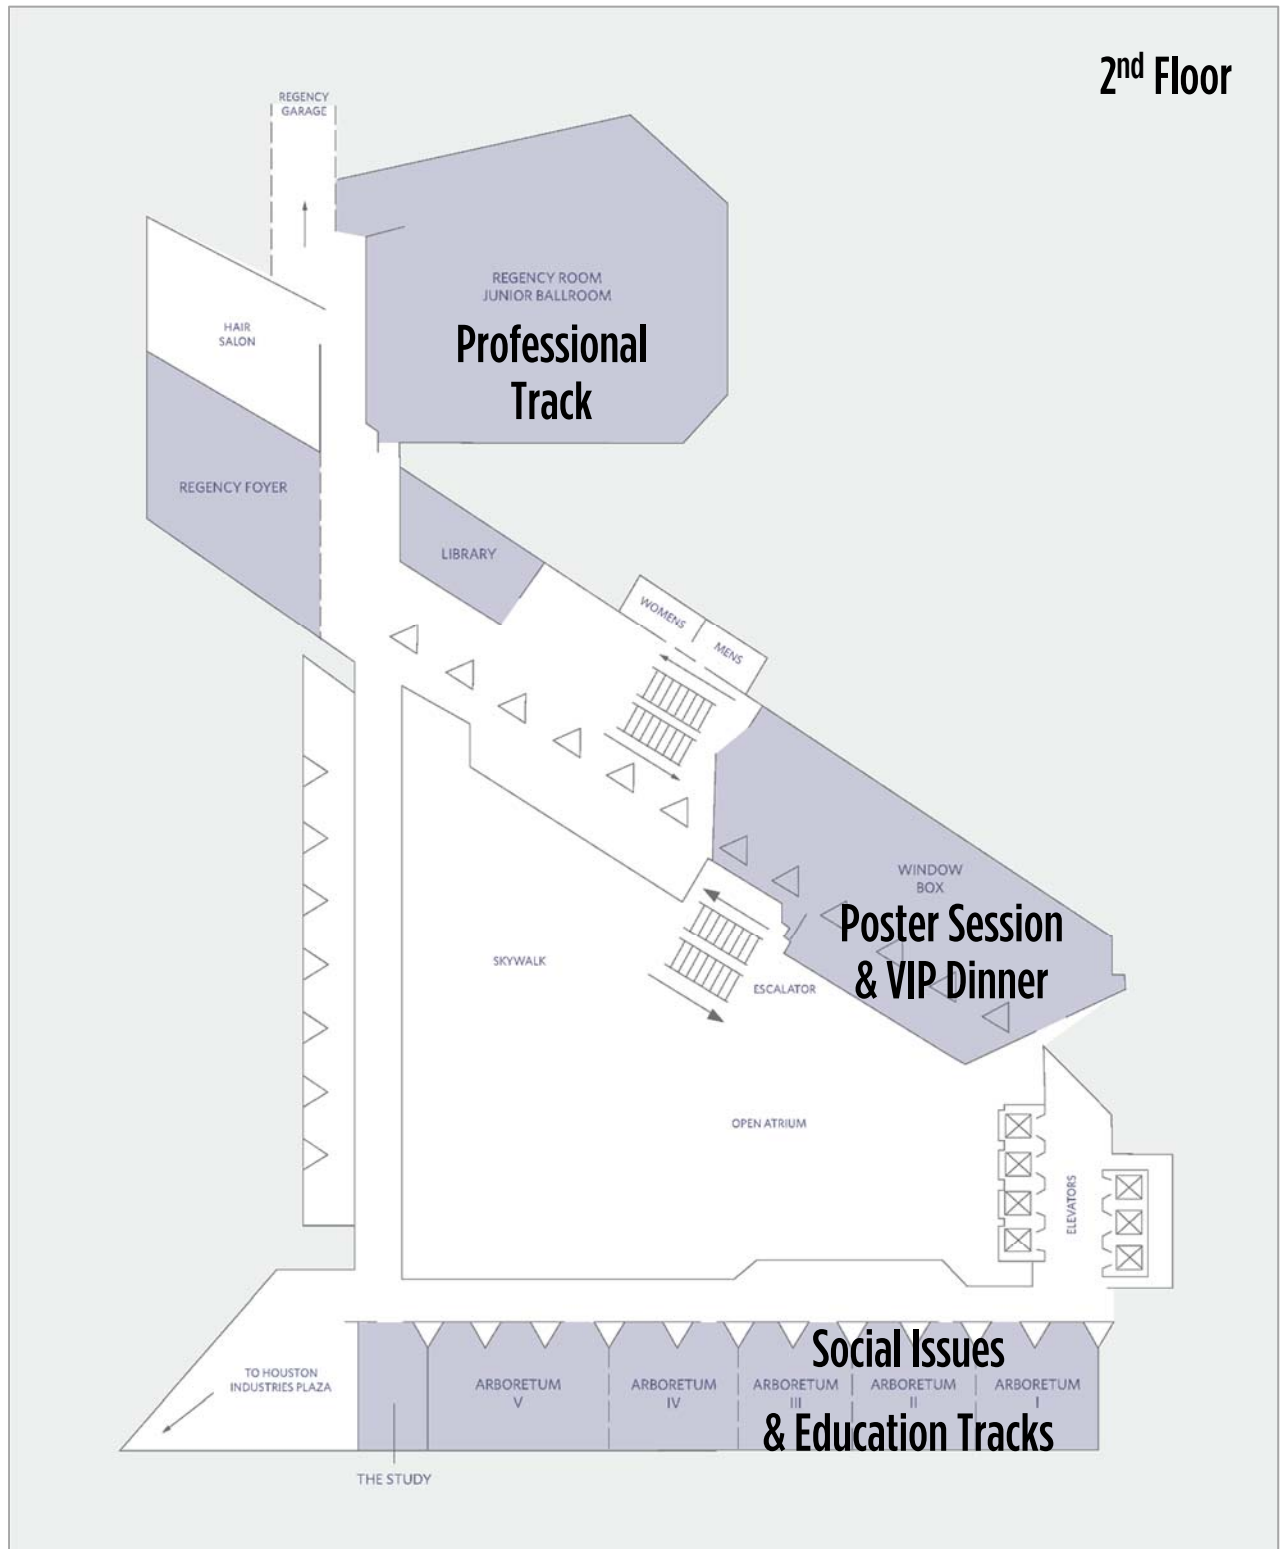 2nd Floor
REGENCY
GARAGE
REGENCY ROOM
JUNIOR BALLROOM
Professional
Track
HAIR
SALON
REGENCY FOYER
LIBRARY
WOMENS
MENS
WINDOW
BOX
Poster Session
& VIP Dinner
SKYWALK
ESCALATOR
OPEN ATRIUM
ELEVATORS
Social Issues
& Education Tracks
TO HOUSTON
INDUSTRIES PLAZA
ARBORETUM
V
ARBORETUM
IV
ARBORETUM
III
ARBORETUM
II
ARBORETUM
I
THE STUDY